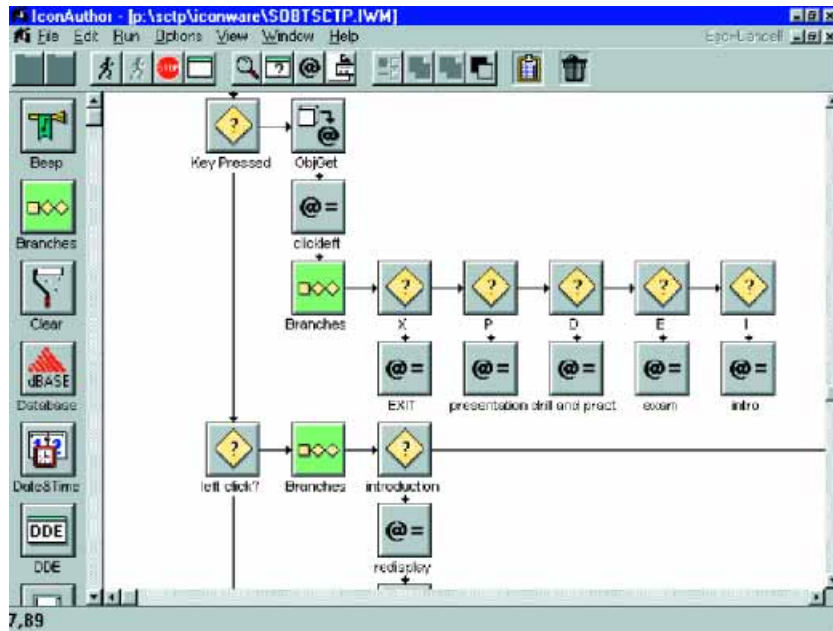 IconAuthor - [p:\sctp\iconware\SOBTSCTP.IWM]
File Edit Run Options View Window Help
STOP
Beep
Branches
Clear
dBASE
Database
Date&Time
DDE
DDE
Key Pressed ObjGet
@ =
clickleft
Branches X P D E I
@ = @ = @ = @ = @ =
EXIT presentation drill and pract exam intro
left click? Branches introduction
@ =
redisplay
7,89